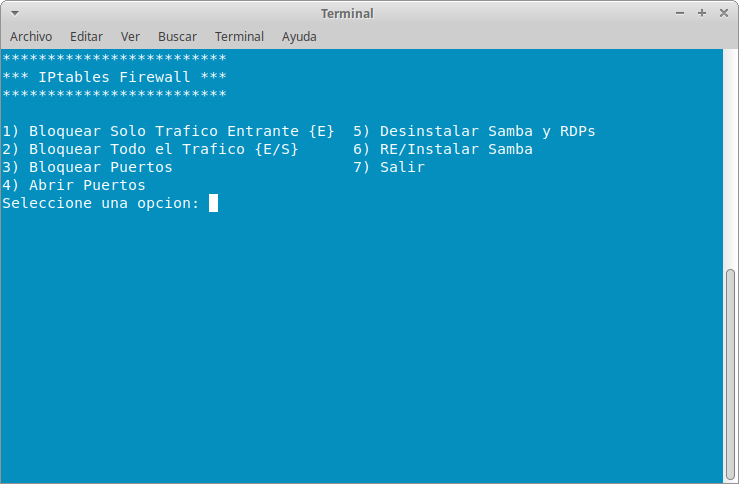 Terminal
Archivo Editar Ver Buscar Terminal Ayuda
*************************
*** IPtables Firewall ***
*************************
1) Bloquear Solo Trafico Entrante {E}  5) Desinstalar Samba y RDPs
2) Bloquear Todo el Trafico {E/S}      6) RE/Instalar Samba
3) Bloquear Puertos                    7) Salir
4) Abrir Puertos
Seleccione una opcion: